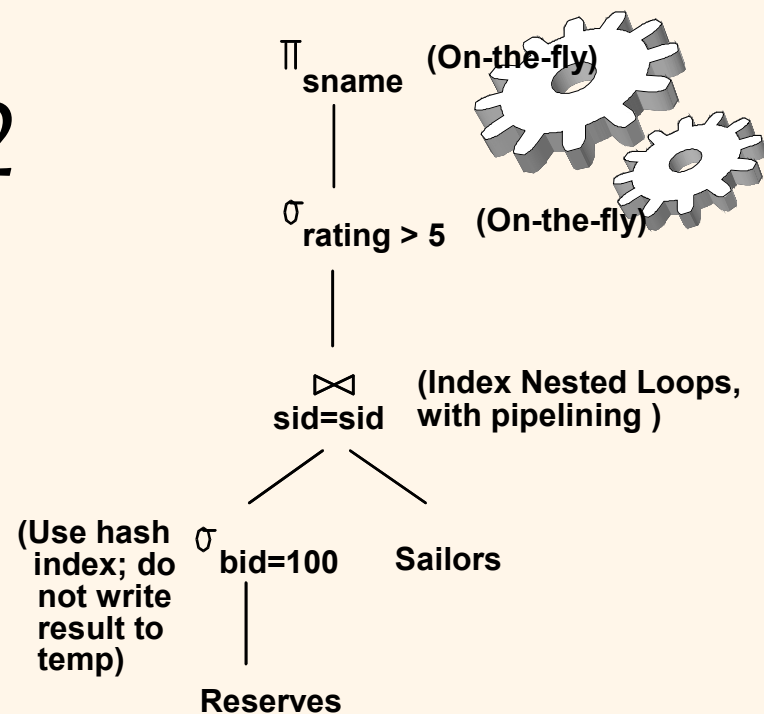 2
π sname (On-the-fly)
σ rating > 5 (On-the-fly)
⋈
sid=sid
(Index Nested Loops,
with pipelining )
(Use hash
index; do
not write
result to
temp)
σ bid=100
Sailors
Reserves